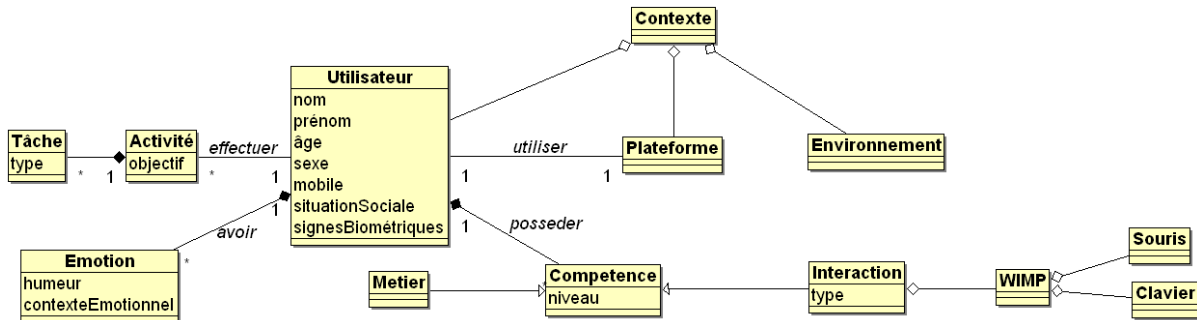 Contexte
Utilisateur
nom
prénom
âge
sexe
mobile
situationSociale
signesBiométriques
Tâche
type
Activité
objectif
effectuer
* 1 * 1
utiliser
1 1
Plateforme
Environnement
avoir
1
*
posseder
1
Emotion
humeur
contexteEmotionnel
Metier
Competence
niveau
Interaction
type
WIMP
Souris
Clavier